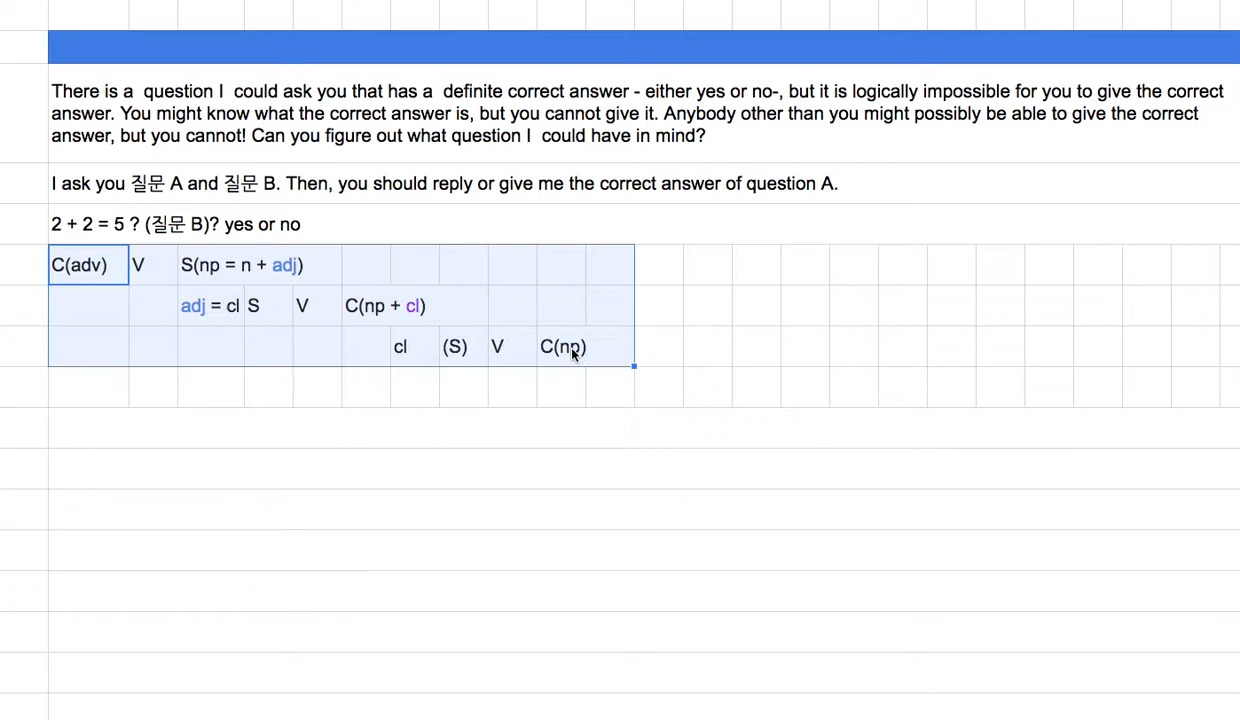 There is a  question I  could ask you that has a  definite correct answer - either yes or no-, but it is logically impossible for you to give the correct
answer. You might know what the correct answer is, but you cannot give it. Anybody other than you might possibly be able to give the correct
answer, but you cannot! Can you figure out what question I  could have in mind?
I ask you 질문 A and 질문 B. Then, you should reply or give me the correct answer of question A.
2 + 2 = 5 ? (질문 B)? yes or no
C(adv) V S(np = n + adj)
adj = cl S V C(np + cl)
cl (S) V C(np)